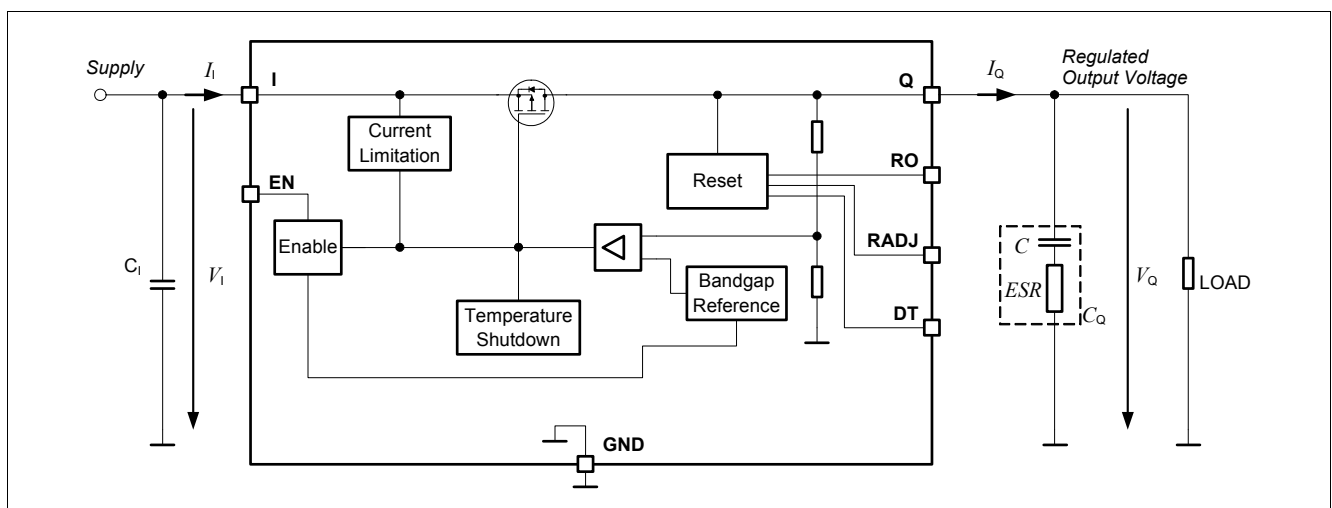 Supply
I_I
I
Current
Limitation
EN
Enable
C_I
V_I
Temperature
Shutdown
Bandgap
Reference
Reset
Q
RO
RADJ
DT
GND
I_Q
Regulated
Output Voltage
C
ESR
C_Q
V_Q
LOAD